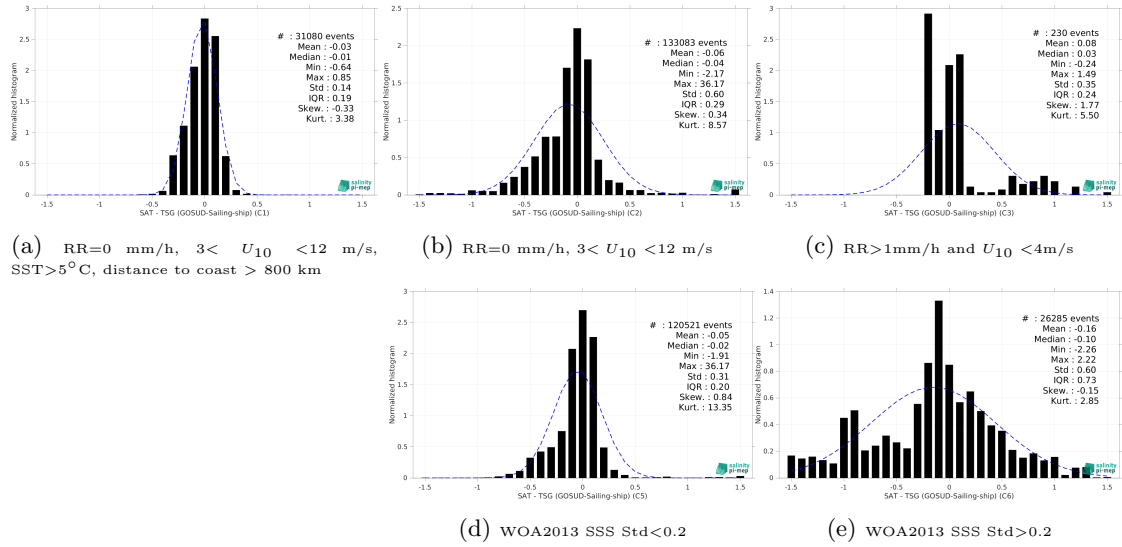 3
2.5
2
1.5
1
0.5
0
-1.5
-1
-0.5
0
0.5
1
1.5
Normalized histogram
SAT - TSG (GOSUD-Sailing-ship) (C1)
# : 31080 events
Mean : -0.03
Median : -0.01
Min : -0.64
Max : 0.85
Std : 0.14
IQR : 0.19
Skew. : -0.33
Kurt. : 3.38
salinity
pi-mep
(a) RR=0 mm/h, 3< U10 <12 m/s,
SST>5°C, distance to coast > 800 km
2.5
2
1.5
1
0.5
0
-1.5
-1
-0.5
0
0.5
1
1.5
Normalized histogram
SAT - TSG (GOSUD-Sailing-ship) (C2)
# : 133083 events
Mean : -0.06
Median : -0.04
Min : -2.17
Max : 36.17
Std : 0.60
IQR : 0.29
Skew. : 0.34
Kurt. : 8.57
salinity
pi-mep
(b) RR=0 mm/h, 3< U10 <12 m/s
3
2.5
2
1.5
1
0.5
0
-1.5
-1
-0.5
0
0.5
1
1.5
Normalized histogram
SAT - TSG (GOSUD-Sailing-ship) (C3)
# : 230 events
Mean : 0.08
Median : 0.03
Min : -0.24
Max : 1.49
Std : 0.35
IQR : 0.24
Skew. : 1.77
Kurt. : 5.50
salinity
pi-mep
(c) RR>1mm/h and U10 <4m/s
3
2.5
2
1.5
1
0.5
0
-1.5
-1
-0.5
0
0.5
1
1.5
Normalized histogram
SAT - TSG (GOSUD-Sailing-ship) (C5)
# : 120521 events
Mean : -0.05
Median : -0.02
Min : -1.91
Max : 36.17
Std : 0.31
IQR : 0.20
Skew. : 0.84
Kurt. : 13.35
salinity
pi-mep
(d) WOA2013 SSS Std<0.2
1.4
1.2
1
0.8
0.6
0.4
0.2
0
-1.5
-1
-0.5
0
0.5
1
1.5
Normalized histogram
SAT - TSG (GOSUD-Sailing-ship) (C6)
# : 26285 events
Mean : -0.16
Median : -0.10
Min : -2.26
Max : 2.22
Std : 0.60
IQR : 0.73
Skew. : -0.15
Kurt. : 2.85
salinity
pi-mep
(e) WOA2013 SSS Std>0.2